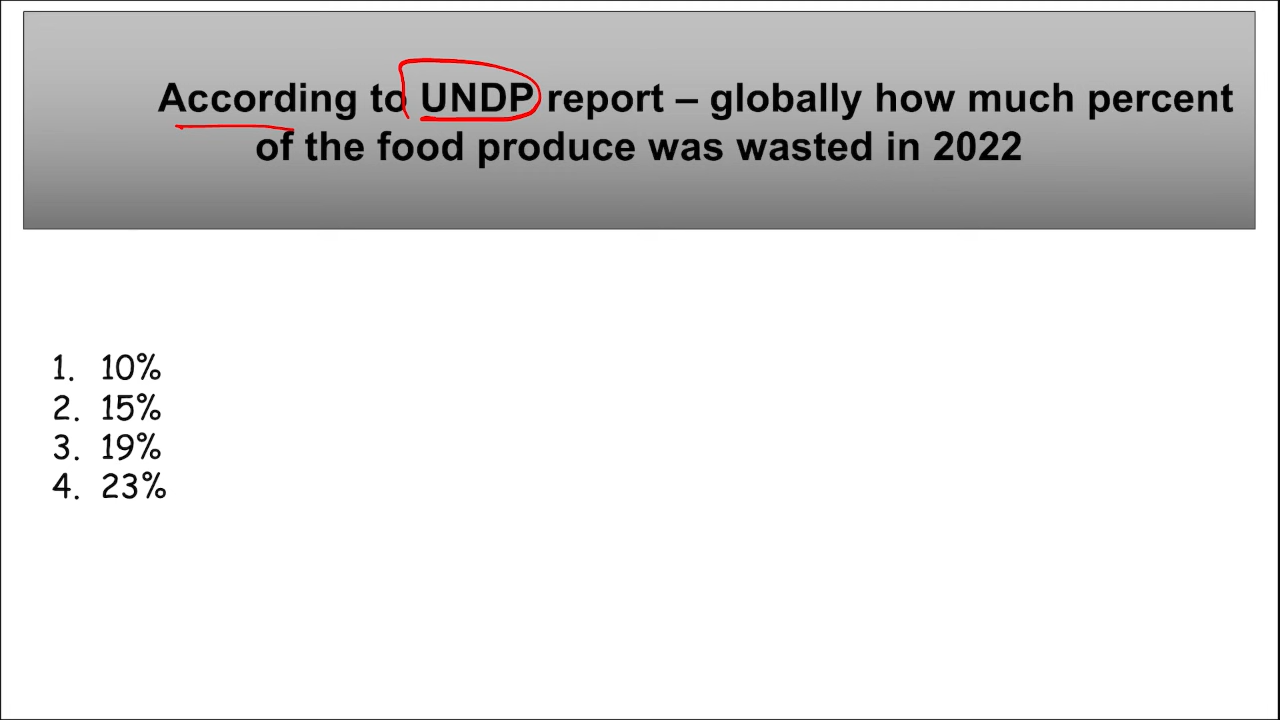 According to UNDP report – globally how much percent
of the food produce was wasted in 2022
1. 10%
2. 15%
3. 19%
4. 23%